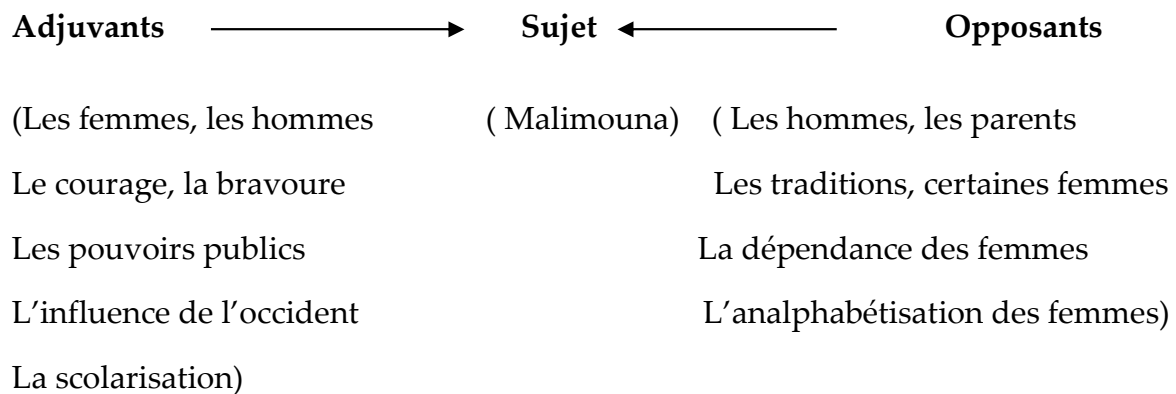 Adjuvants Sujet Opposants
(Les femmes, les hommes ( Malimouna) ( Les hommes, les parents
Le courage, la bravoure Les traditions, certaines femmes
Les pouvoirs publics La dépendance des femmes
L’influence de l’occident L’analphabétisation des femmes)
La scolarisation)